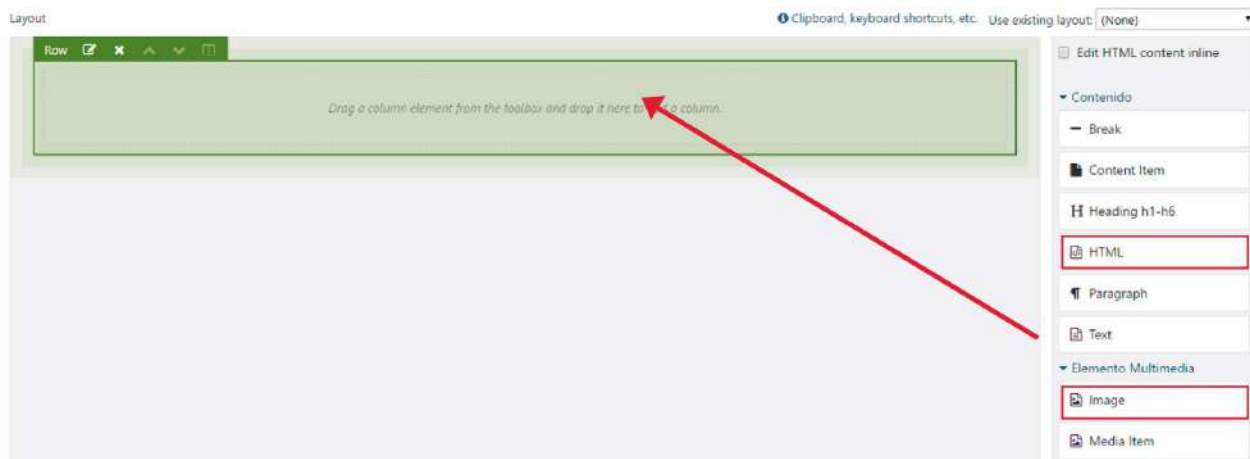 Layout
Clipboard, keyboard shortcuts, etc. Use existing layout: (None)
Row
Drag a column element from the toolbox and drop it here to a column.
Edit HTML content inline
Contenido
Break
Content Item
Heading h1-h6
HTML
Paragraph
Text
Elemento Multimedia
Image
Media Item